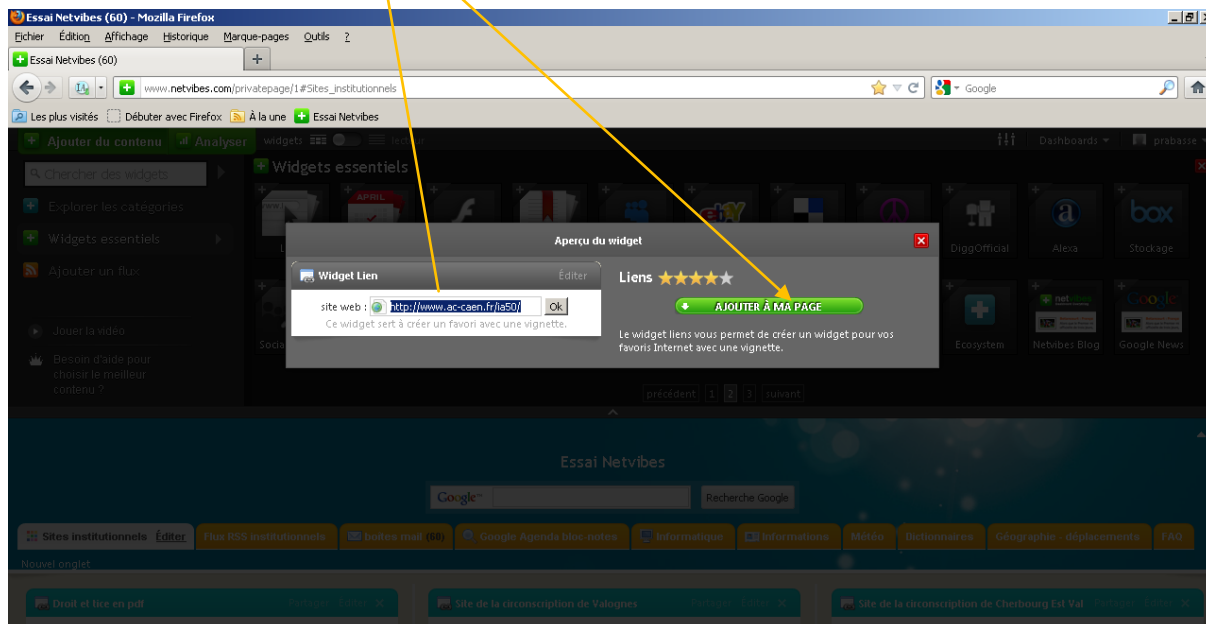 Essai Netvibes (60) - Mozilla Firefox
Fichier Édition Affichage Historique Marque-pages Outils ?
Essai Netvibes (60)
www.netvibes.com/privatepage/1#Sites_institutionnels
Google
Les plus visités Débuter avec Firefox À la une Essai Netvibes
Ajouter du contenu Analyser widgets lecteur Dashboards prabasse
Chercher des widgets
Widgets essentiels
Explorer les catégories
APRIL
Widgets essentiels
DiggOfficial Alexa Stockage
Ajouter un flux
Aperçu du widget
Widget Lien Éditer
site web : http://www.ac-caen.fr/ia50/ Ok
Ce widget sert à créer un favori avec une vignette.
Liens
AJOUTER À MA PAGE
Le widget liens vous permet de créer un widget pour vos
favoris Internet avec une vignette.
Jouer la vidéo
Ecosystem Netvibes Blog Google News
Besoin d'aide pour
choisir le meilleur
contenu ?
précédent 1 2 3 suivant
Essai Netvibes
Google Recherche Google
Sites institutionnels Éditer Flux RSS institutionnels boites mail (60) Google Agenda bloc-notes Informatique Informations Météo Dictionnaires Géographie - déplacements FAQ
Nouvel onglet
Droit et tice en pdf Partager Éditer Site de la circonscription de Valognes Partager Éditer Site de la circonscription de Cherbourg Est Val Partager Éditer